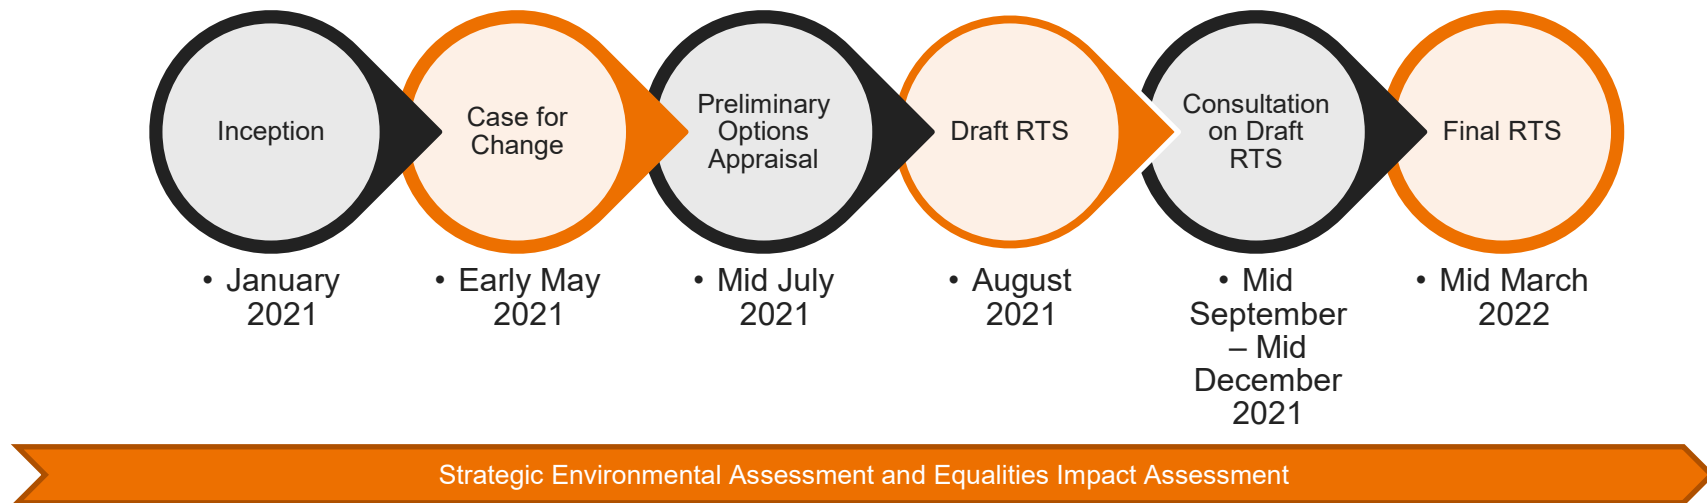 Inception
Case for
Change
Preliminary
Options
Appraisal
Draft RTS
Consultation
on Draft
RTS
Final RTS
• January
2021
• Early May
2021
• Mid July
2021
• August
2021
• Mid
September
– Mid
December
2021
• Mid March
2022
Strategic Environmental Assessment and Equalities Impact Assessment